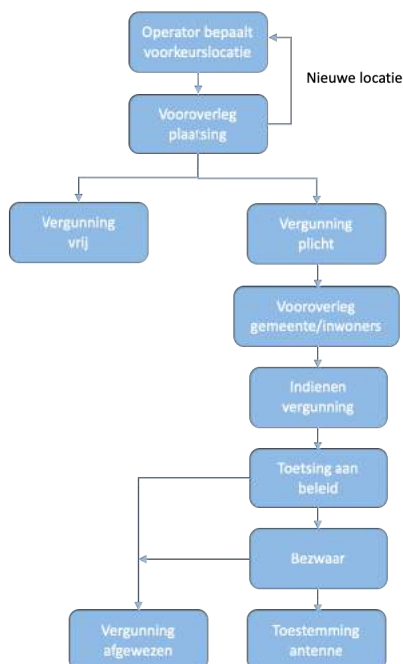 Operator bepaalt
voorkeurslocatie
Nieuwe locatie
Vooroverleg
plaatsing
Vergunning
vrij
Vergunning
plicht
Vooroverleg
gemeente/inwoners
Indienen
vergunning
Toetsing aan
beleid
Bezwaar
Vergunning
afgewezen
Toestemming
antenne